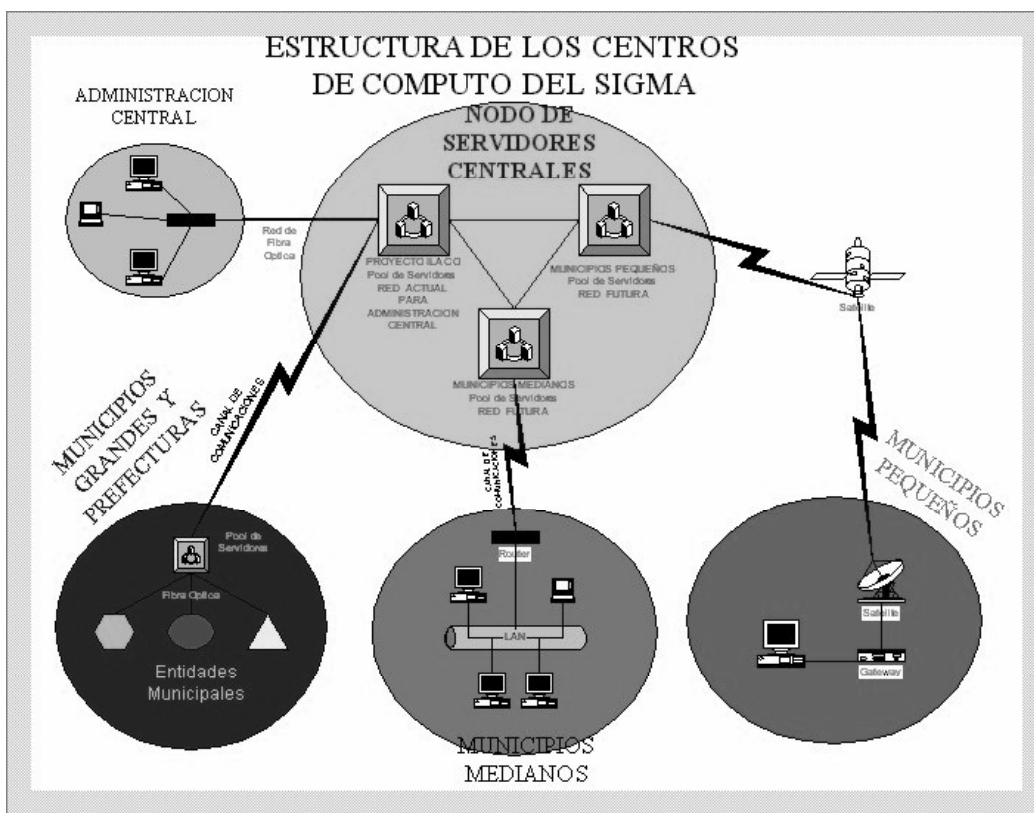 ESTRUCTURA DE LOS CENTROS
DE COMPUTO DEL SIGMA
ADMINISTRACION
CENTRAL
NODO DE
SERVIDORES
CENTRALES
Red de
Fibra
Optica
PROYECTO ILACO
Pool de Servidores
RED ACTUAL
PARA
ADMINISTRACION
CENTRAL
MUNICIPIOS PEQUEÑOS
Pool de Servidores
RED FUTURA
Satelite
MUNICIPIOS MEDIANOS
Pool de Servidores
RED FUTURA
MUNICIPIOS
GRANDES Y
PREFECTURAS
CANAL DE
COMUNICACIONES
CANAL DE
COMUNICACIONES
MUNICIPIOS
PEQUEÑOS
Pool de
Servidores
Fibra Optica
Entidades
Municipales
Router
LAN
MUNICIPIOS
MEDIANOS
Satelite
Gateway